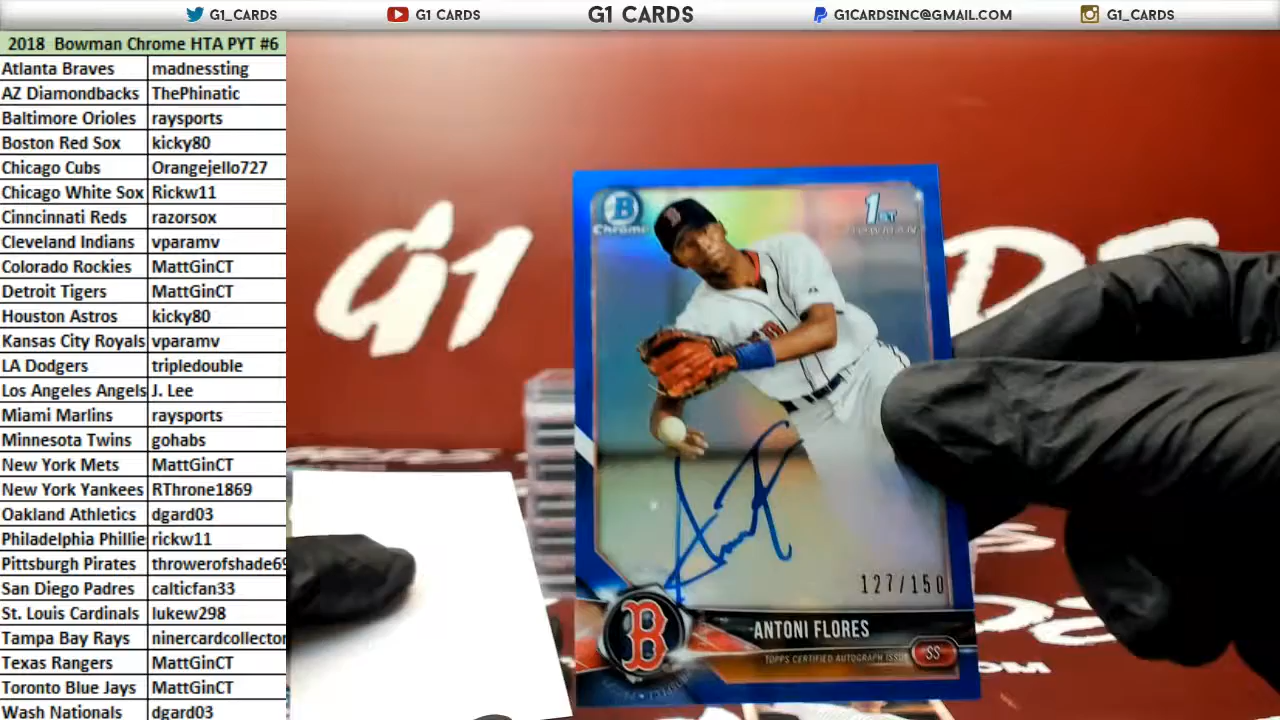 G1_CARDS G1 CARDS G1 CARDS G1CARDSINC@GMAIL.COM G1_CARDS
2018 Bowman Chrome HTA PYT #6
Atlanta Braves madnessting
AZ Diamondbacks ThePhinatic
Baltimore Orioles raysports
Boston Red Sox kicky80
Chicago Cubs Orangejello727
Chicago White Sox Rickw11
Cinncinnati Reds razorsox
Cleveland Indians vparamv
Colorado Rockies MattGinCT
Detroit Tigers MattGinCT
Houston Astros kicky80
Kansas City Royals vparamv
LA Dodgers tripledouble
Los Angeles Angels J. Lee
Miami Marlins raysports
Minnesota Twins gohabs
New York Mets MattGinCT
New York Yankees RThrone1869
Oakland Athletics dgard03
Philadelphia Phillie rickw11
Pittsburgh Pirates throwerofshade69
San Diego Padres calticfan33
St. Louis Cardinals lukew298
Tampa Bay Rays ninercardcollector
Texas Rangers MattGinCT
Toronto Blue Jays MattGinCT
Wash Nationals dgard03
G1
B
Chrome
1ST
BOWMAN
B
127/150
B
ANTONI FLORES
TOPPS CERTIFIED AUTOGRAPH ISSUE
SS